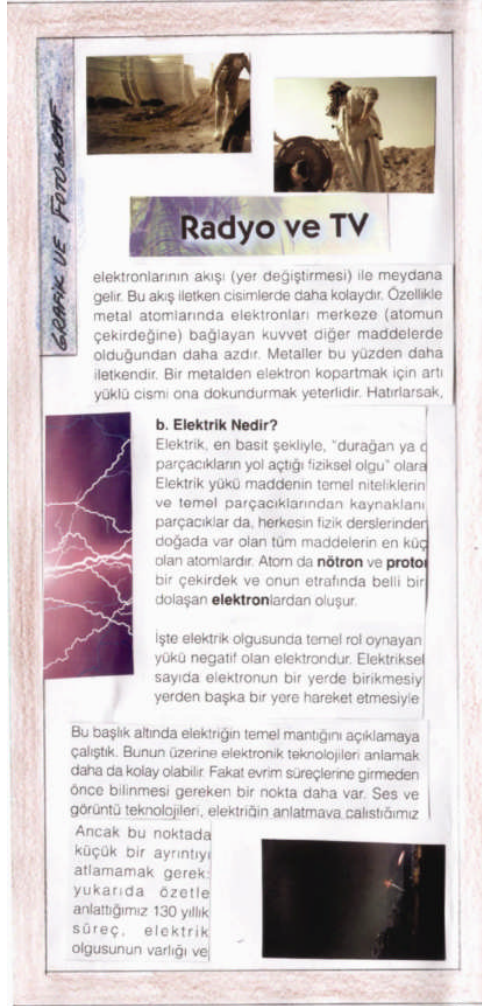 GRAFİK VE FOTOĞRAF
Radyo ve TV
elektronlarının akışı (yer değiştirmesi) ile meydana
gelir. Bu akış iletken cisimlerde daha kolaydır. Özellikle
metal atomlarında elektronları merkeze (atomun
çekirdeğine) bağlayan kuvvet diğer maddelerde
olduğundan daha azdır. Metaller bu yüzden daha
iletkendir. Bir metalden elektron kopartmak için artı
yüklü cismi ona dokundurmak yeterlidir. Hatırlarsak,
b. Elektrik Nedir?
Elektrik, en basit şekliyle, "durağan ya
parçacıkların yol açtığı fiziksel olgu" olara
Elektrik yükü maddenin temel niteliklerin
ve temel parçacıklarından kaynaklanı
parçacıklar da, herkesin fizik derslerinden
doğada var olan tüm maddelerin en küç
olan atomlardır. Atom da nötron ve proto
bir çekirdek ve onun etrafında belli bir
dolaşan elektronlardan oluşur.
İşte elektrik olgusunda temel rol oynayan
yükü negatif olan elektrondur. Elektriksel
sayıda elektronun bir yerde birikmesiy
yerden başka bir yere hareket etmesiyle
Bu başlık altında elektriğin temel mantığını açıklamaya
çalıştık. Bunun üzerine elektronik teknolojileri anlamak
daha da kolay olabilir. Fakat evrim süreçlerine girmeden
önce bilinmesi gereken bir nokta daha var. Ses ve
görüntü teknolojileri, elektriğin anlatmaya çalıştığımız
Ancak bu noktada
küçük bir ayrıntıyı
atlamamak gerek:
yukarıda özetle
anlattığımız 130 yıllık
süreç, elektrik
olgusunun varlığı ve